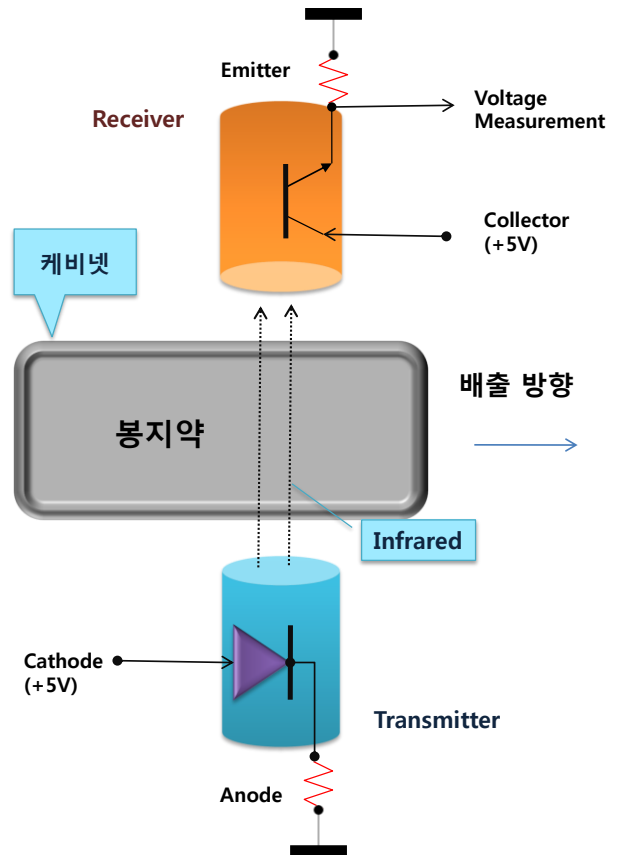 Emitter
Receiver
Voltage
Measurement
Collector
(+5V)
케비넷
배출 방향
봉지약
Infrared
Cathode
(+5V)
Transmitter
Anode